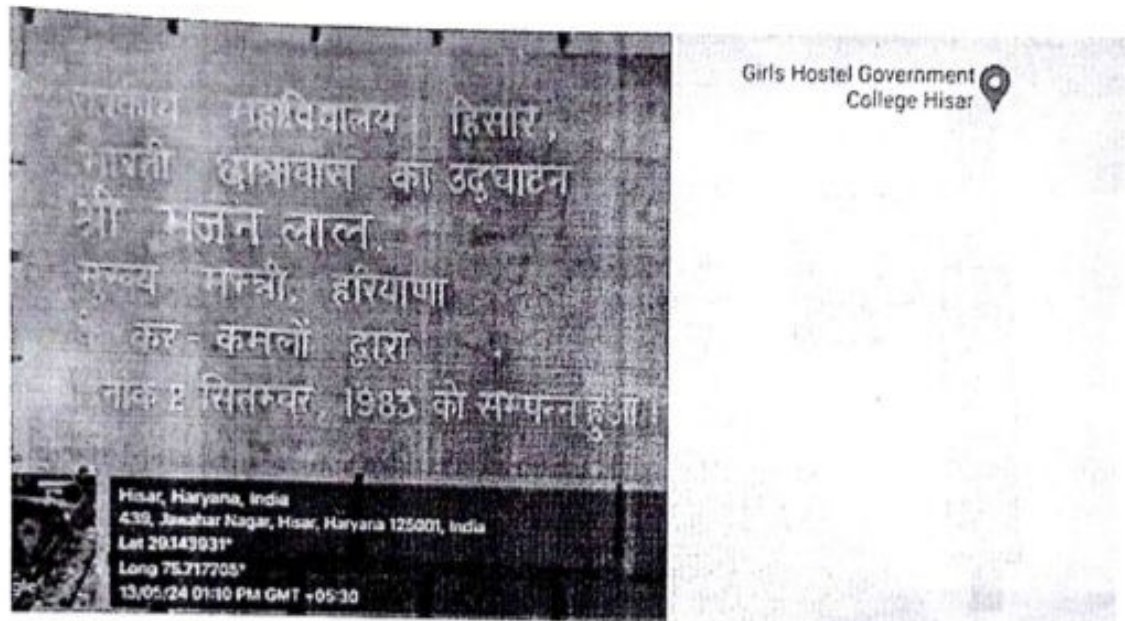 महाविद्यालय हिसार,
भारती छात्रावास का उद्घाटन
श्री भजन लाल,
मुख्य मन्त्री, हरियाणा
कर-कमलों द्वारा
सितम्बर, 1983 को सम्पन्न हुआ।
Hisar, Haryana, India
439, Jawahar Nagar, Hisar, Haryana 125001, India
Lat 29.143931°
Long 75.717705°
13/05/24 01:10 PM GMT +05:30
Girls Hostel Government
College Hisar